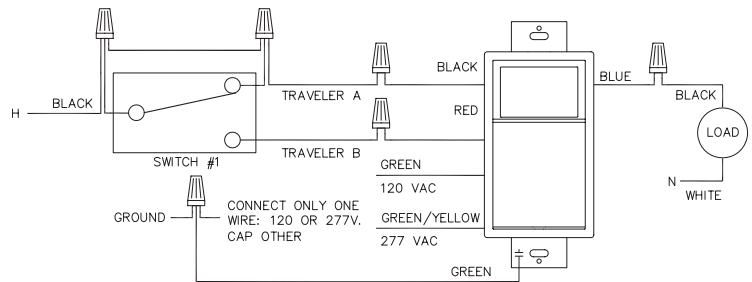 H
BLACK
SWITCH #1
TRAVELER A
TRAVELER B
BLACK
RED
BLUE
BLACK
LOAD
N
WHITE
GREEN
120 VAC
GREEN/YELLOW
277 VAC
GROUND
CONNECT ONLY ONE
WIRE: 120 OR 277V.
CAP OTHER
GREEN